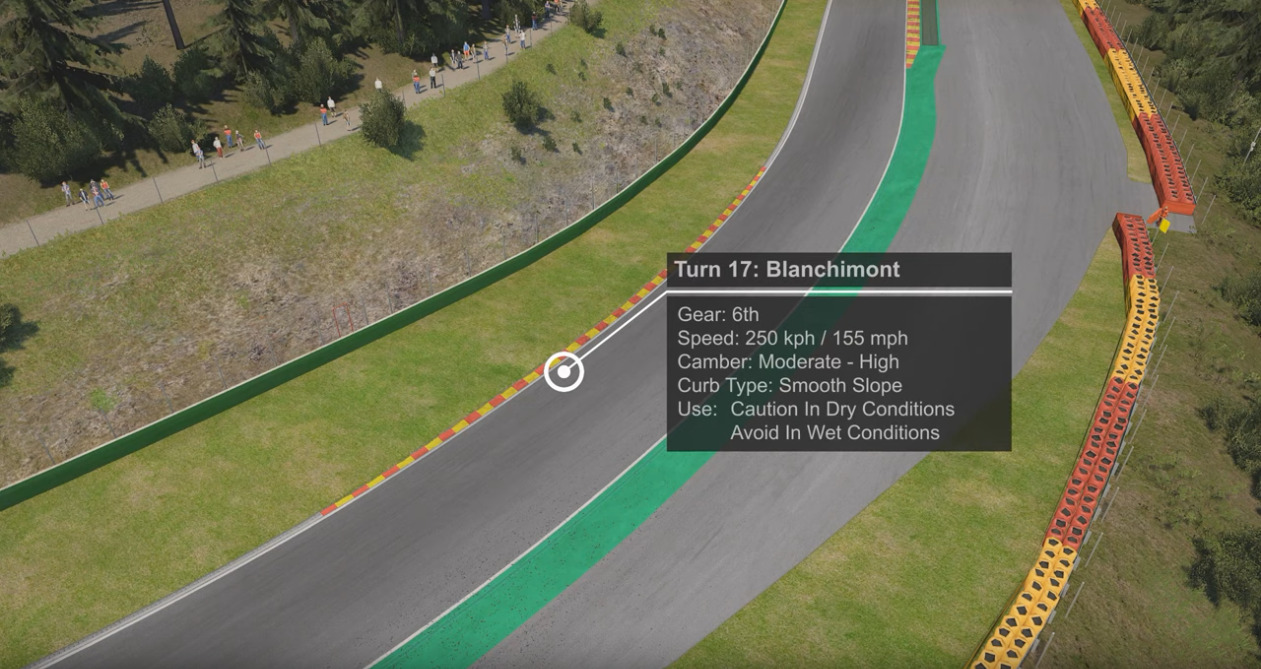 Turn 17: Blanchimont
Gear: 6th
Speed: 250 kph / 155 mph
Camber: Moderate - High
Curb Type: Smooth Slope
Use: Caution In Dry Conditions
Avoid In Wet Conditions